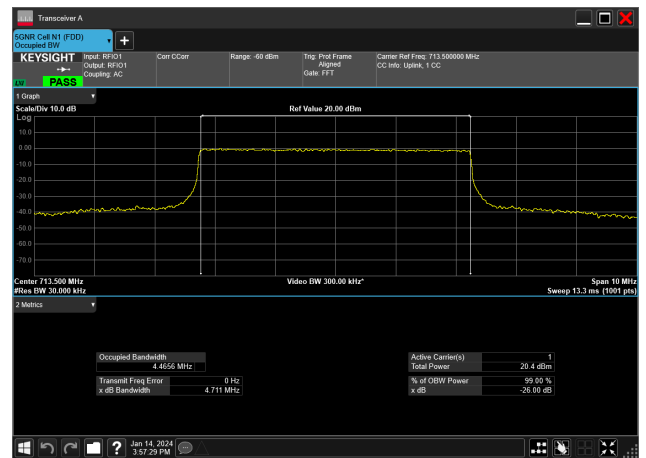 Transceiver A
5GNR Cell N1 (FDD)
Occupied BW
KEYSIGHT Input: RFIO1 Corr CCorr Range: -60 dBm Trig: Prot Frame Carrier Ref Freq: 713.500000 MHz
Output: RFIO1 Aligned CC Info: Uplink, 1 CC
PASS Coupling: AC Gate: FFT
1 Graph
Scale/Div 10.0 dB Ref Value 20.00 dBm
Log
10.0
0.00
-10.0
-20.0
-30.0
-40.0
-50.0
-60.0
-70.0
Center 713.500 MHz Video BW 300.00 kHz* Span 10 MHz
#Res BW 30.000 kHz Sweep 13.3 ms (1001 pts)
2 Metrics
Occupied Bandwidth Active Carrier(s) 1
4.4656 MHz Total Power 20.4 dBm
Transmit Freq Error 0 Hz % of OBW Power 99.00 %
x dB Bandwidth 4.711 MHz x dB -26.00 dB
Jan 14, 2024
3:57:29 PM